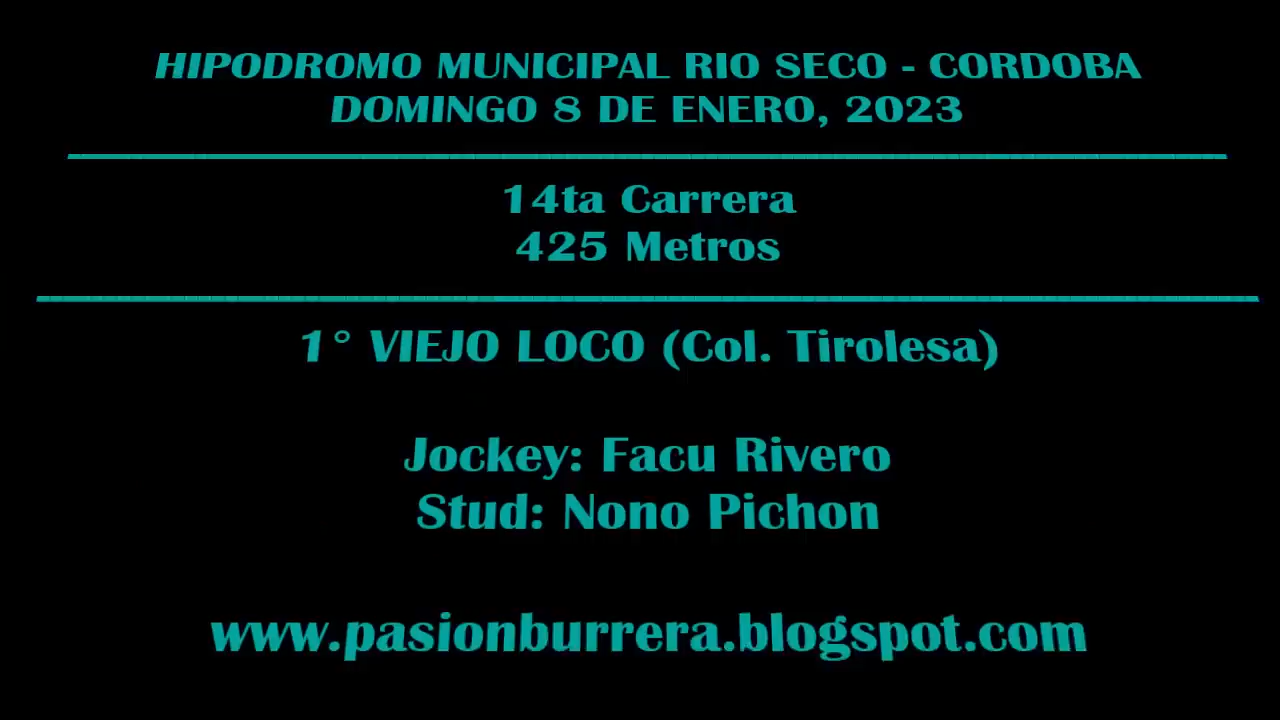 HIPODROMO MUNICIPAL RIO SECO - CORDOBA
DOMINGO 8 DE ENERO, 2023
14ta Carrera
425 Metros
1° VIEJO LOCO (Col. Tirolesa)
Jockey: Facu Rivero
Stud: Nono Pichon
www.pasionburrera.blogspot.com